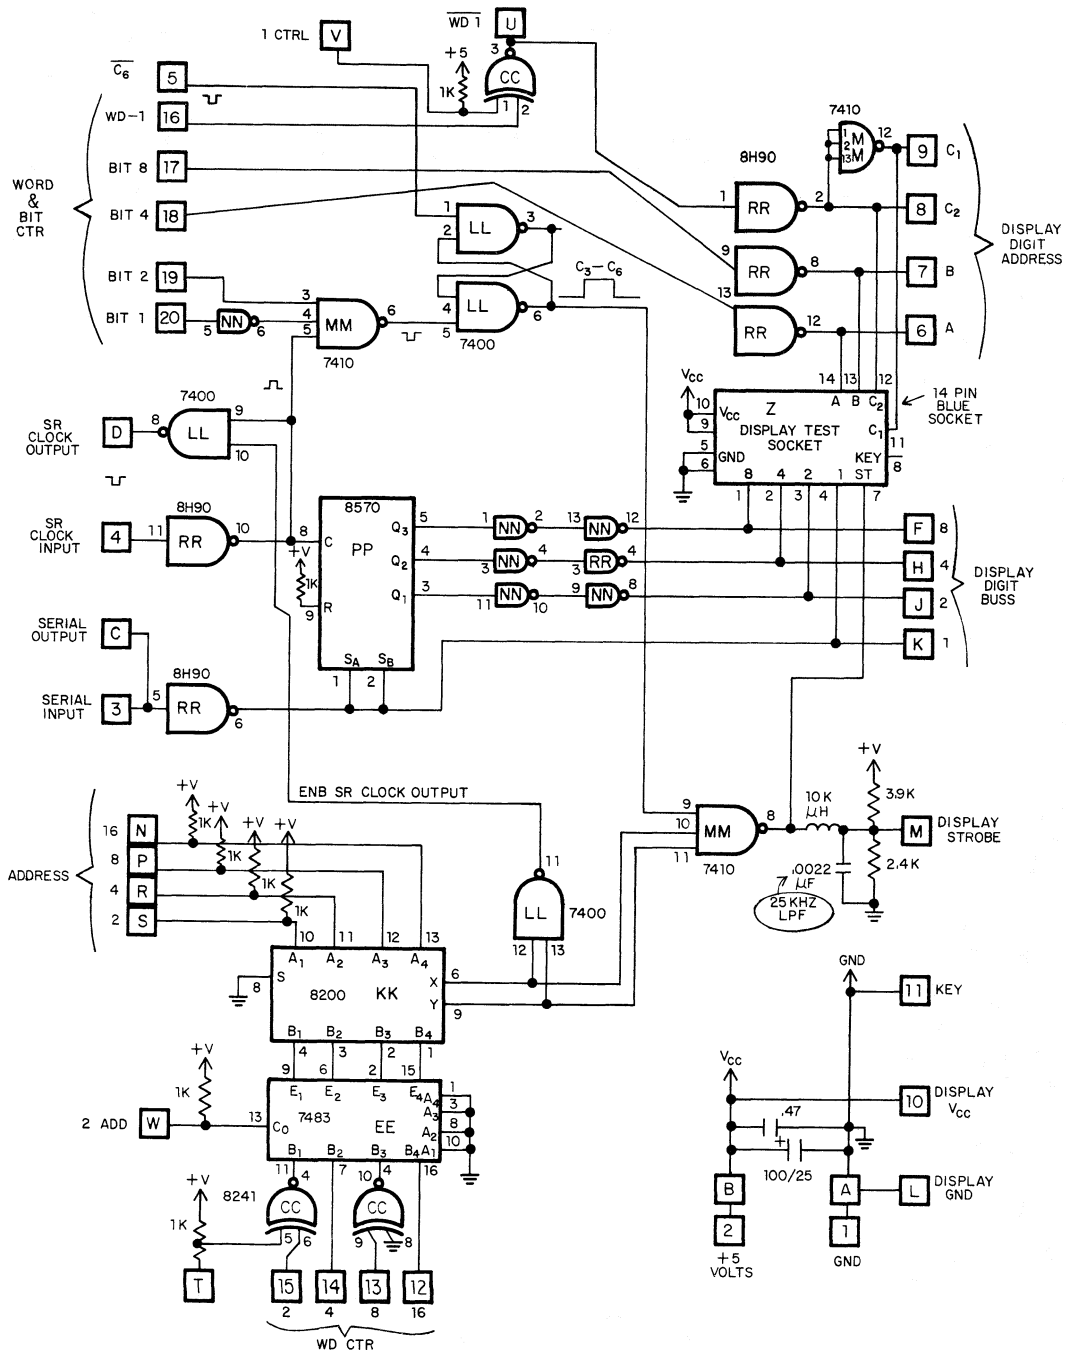 1 CTRL V
WD 1 U
3
+5
1K
CC
1 2
C6 5
WD-1 16
BIT 8 17
BIT 4 18
BIT 2 19
BIT 1 20
WORD
&
BIT
CTR
5 NN 6
3
4
5
MM
6
7410
1
2
LL
3
4
5
LL
6
7400
C3-C6
7410
1
2
13
M
M
12
9 C1
8H90
1 RR 2
8 C2
9 RR 8
7 B
13 RR 12
6 A
DISPLAY
DIGIT
ADDRESS
14 13 12
A B C2
VCC
10 VCC
9
Z
DISPLAY TEST
SOCKET
C1
11
5 GND
6
KEY
8
8 4 2 1 ST
1 2 3 4 7
14 PIN
BLUE
SOCKET
7400
8 LL 9
10
SR
CLOCK
OUTPUT
D
SR
CLOCK
INPUT
4
8H90
11 RR 10
8 C
+V
1K
9 R
8570
PP
Q3 5
Q2 4
Q1 3
SA SB
1 2
1 NN 2 13 NN 12
3 NN 4 3 RR 4
11 NN 10 9 NN 8
F 8
H 4
J 2
K 1
DISPLAY
DIGIT
BUSS
SERIAL
OUTPUT
C
SERIAL
INPUT
3
8H90
5 RR 6
ENB SR CLOCK OUTPUT
ADDRESS
16 N
8 P
4 R
2 S
+V 1K
+V 1K
+V 1K
+V 1K
11
LL
7400
12 13
9
10
11
MM
8
7410
10K
μH
.0022
μF
25 KHZ
LPF
+V
3.9K
2.4K
M
DISPLAY
STROBE
10 11 12 13
A1 A2 A3 A4
8 S
8200 KK
X 6
Y 9
B1 B2 B3 B4
4 3 2 1
9 6 2 15
E1 E2 E3 E4
7483 EE
A4 1
A3 3
A2 8
A1 10
+V
1K
2 ADD W
13 C0
B1 B2 B3 B4
11 7 4 16
8241
4
CC
5 6
10
CC
9 8
+V
1K
T
15 14 13 12
2 4 8 16
WD CTR
GND
11 KEY
VCC
10 DISPLAY
VCC
.47
+
100/25
B
2
+5
VOLTS
A
1
GND
L DISPLAY
GND